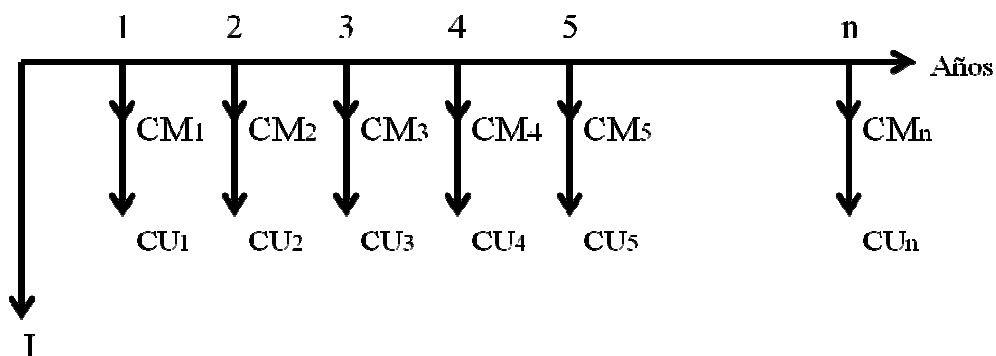 1 2 3 4 5 n
Años
CM1 CM2 CM3 CM4 CM5 CMn
CU1 CU2 CU3 CU4 CU5 CUn
I